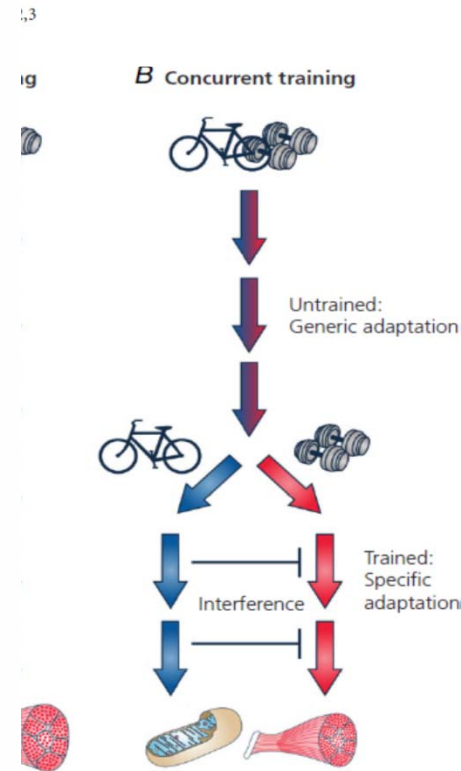 2,3
B Concurrent training
Untrained:
Generic adaptation
Trained:
Specific
adaptation
Interference